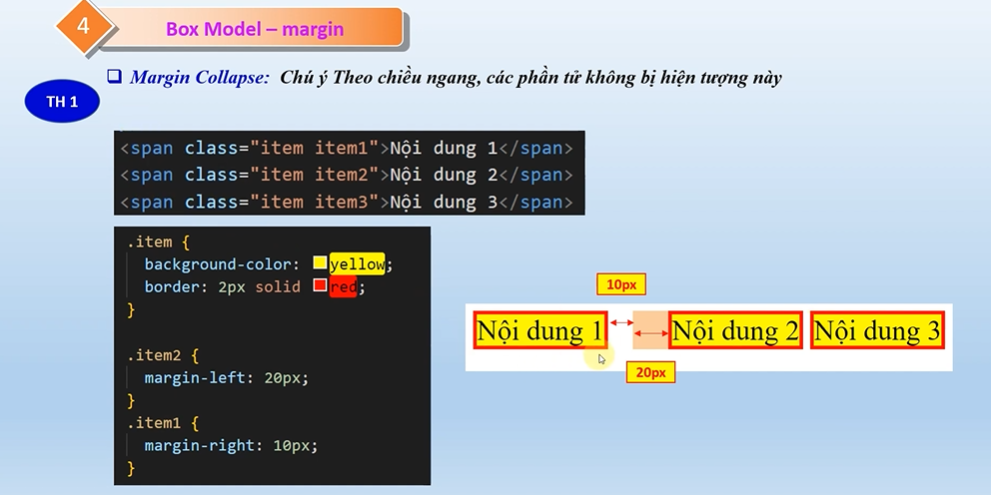 4
Box Model – margin
Margin Collapse: Chú ý Theo chiều ngang, các phần tử không bị hiện tượng này
TH 1
<span class="item item1">Nội dung 1</span>
<span class="item item2">Nội dung 2</span>
<span class="item item3">Nội dung 3</span>
.item {
background-color: yellow;
border: 2px solid red;
}
.item2 {
margin-left: 20px;
}
.item1 {
margin-right: 10px;
}
10px
Nội dung 1 Nội dung 2 Nội dung 3
20px